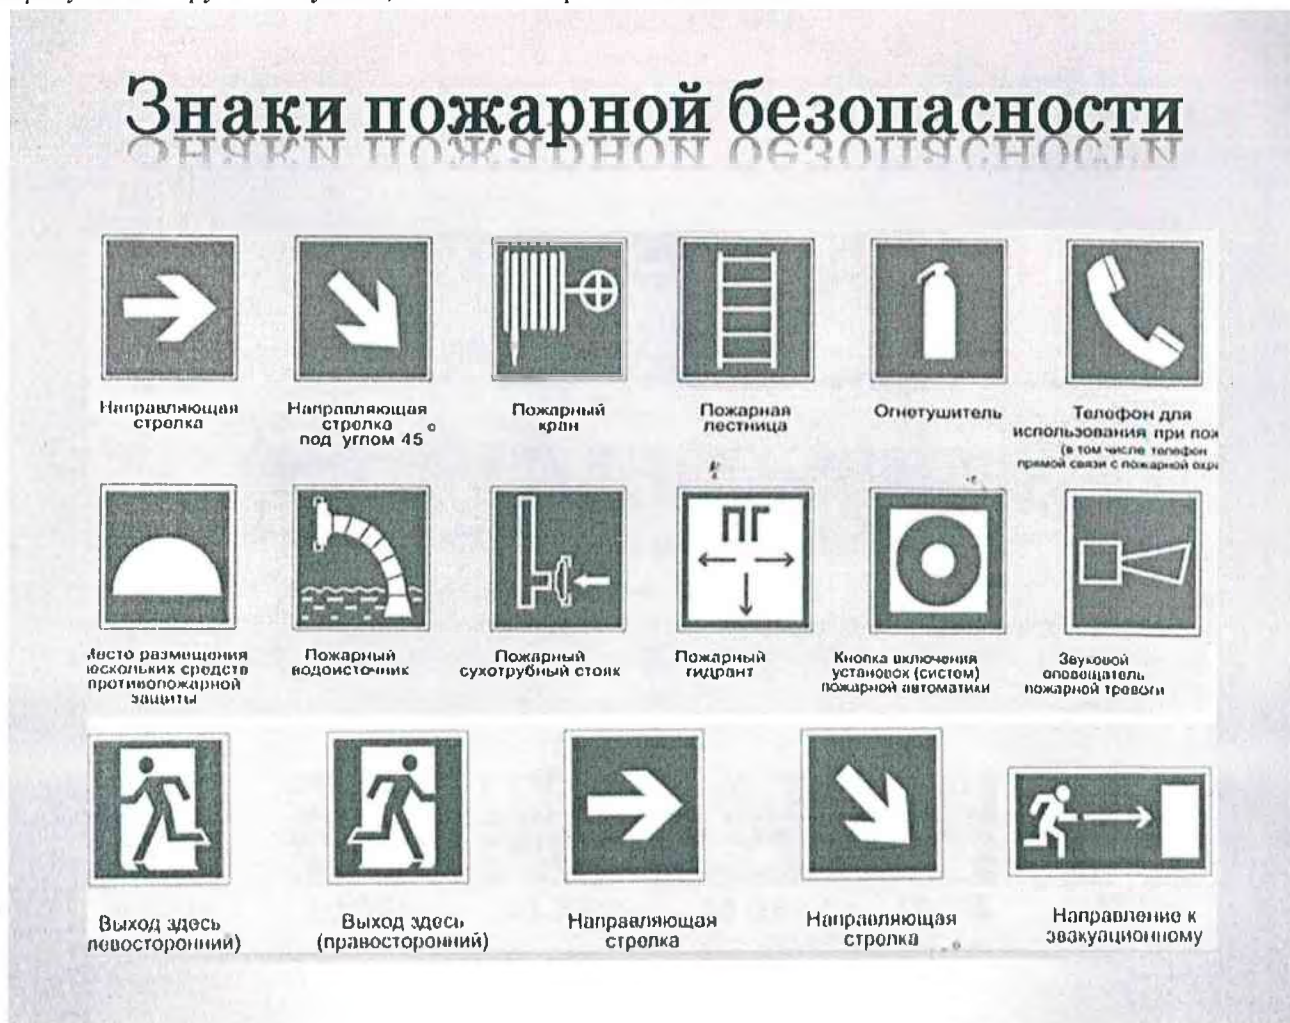 Знаки пожарной безопасности
Направляющая
стрелка
Направляющая
стрелка
под углом 45°
Пожарный
кран
Пожарная
лестница
Огнетушитель
Телефон для
использования при пож
(в том числе телефон
прямой связи с пожарной охра
место размещения
нескольких средств
противопожарной
защиты
Пожарный
водоисточник
Пожарный
сухотрубный стояк
ПГ
Пожарный
гидрант
Кнопка включения
установок (систем)
пожарной автоматики
Звуковой
оповещатель
пожарной тревоги
Выход здесь
левосторонний)
Выход здесь
(правосторонний)
Направляющая
стрелка
Направляющая
стрелка
Направление к
эвакуационному